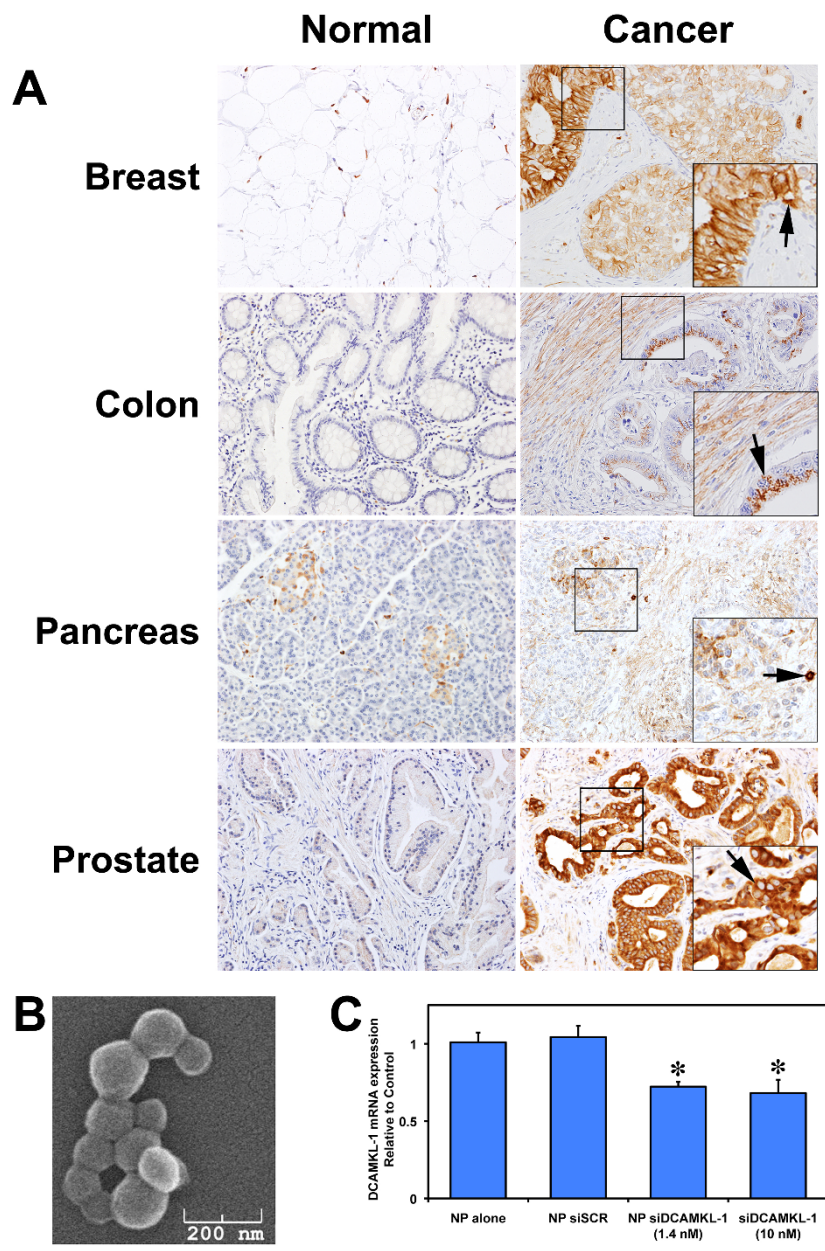 Normal
Cancer
A
Breast
Colon
Pancreas
Prostate
B
200 nm
C
DCAMKL-1 mRNA expression
Relative to Control
1
0.5
0
*
*
NP alone
NP siSCR
NP siDCAMKL-1
(1.4 nM)
siDCAMKL-1
(10 nM)